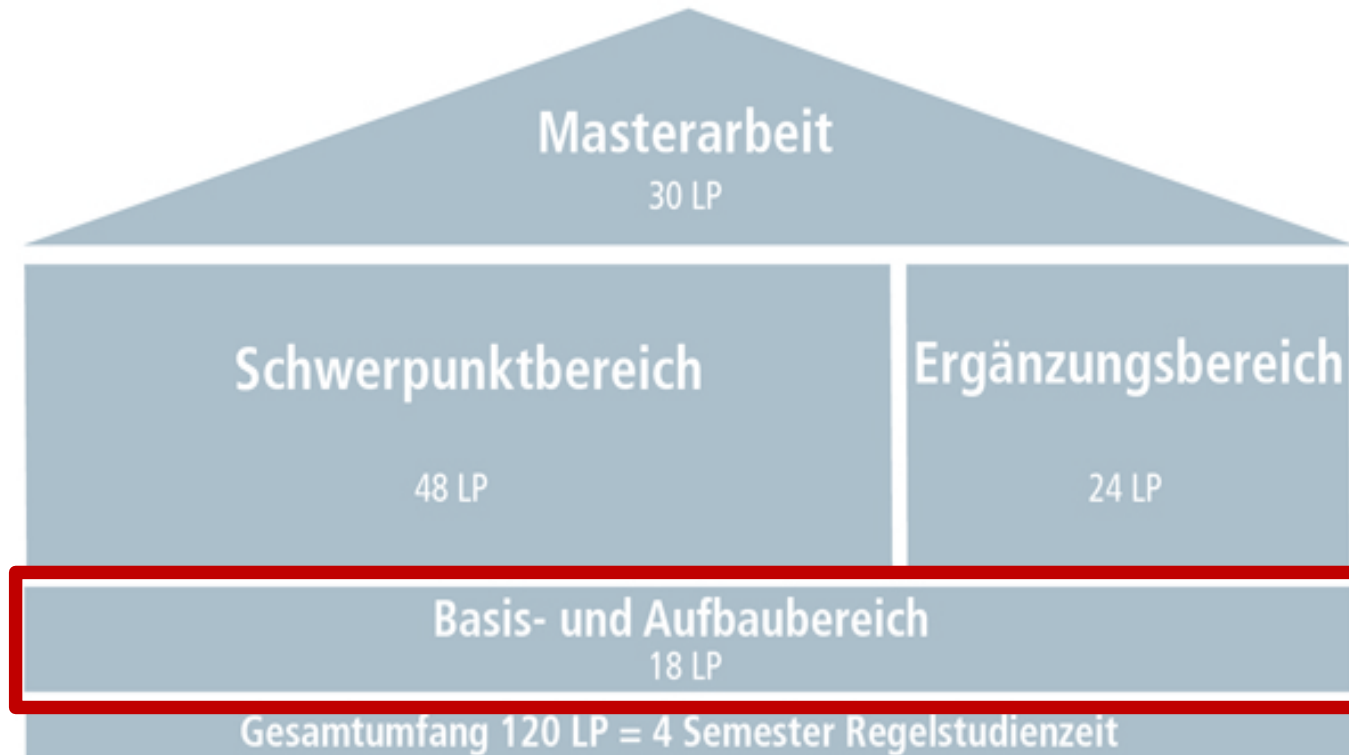 Masterarbeit
30 LP
Schwerpunktbereich
48 LP
Ergänzungsbereich
24 LP
Basis- und Aufbaubereich
18 LP
Gesamtumfang 120 LP = 4 Semester Regelstudienzeit